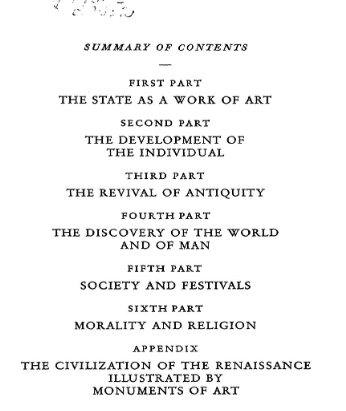 SUMMARY OF CONTENTS
FIRST PART
THE STATE AS A WORK OF ART
SECOND PART
THE DEVELOPMENT OF
THE INDIVIDUAL
THIRD PART
THE REVIVAL OF ANTIQUITY
FOURTH PART
THE DISCOVERY OF THE WORLD
AND OF MAN
FIFTH PART
SOCIETY AND FESTIVALS
SIXTH PART
MORALITY AND RELIGION
APPENDIX
THE CIVILIZATION OF THE RENAISSANCE
ILLUSTRATED BY
MONUMENTS OF ART